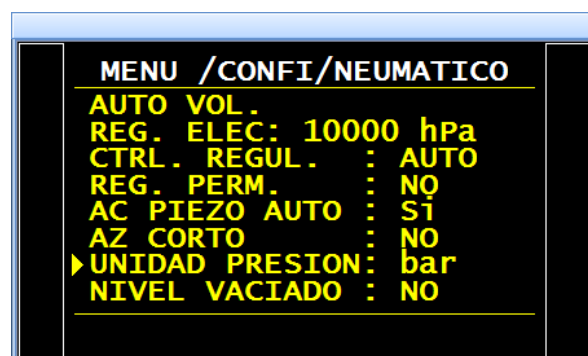 MENU /CONFI/NEUMATICO
AUTO VOL.
REG. ELEC: 10000 hPa
CTRL. REGUL. : AUTO
REG. PERM. : NO
AC PIEZO AUTO : Si
AZ CORTO : NO
UNIDAD PRESION: bar
NIVEL VACIADO : NO